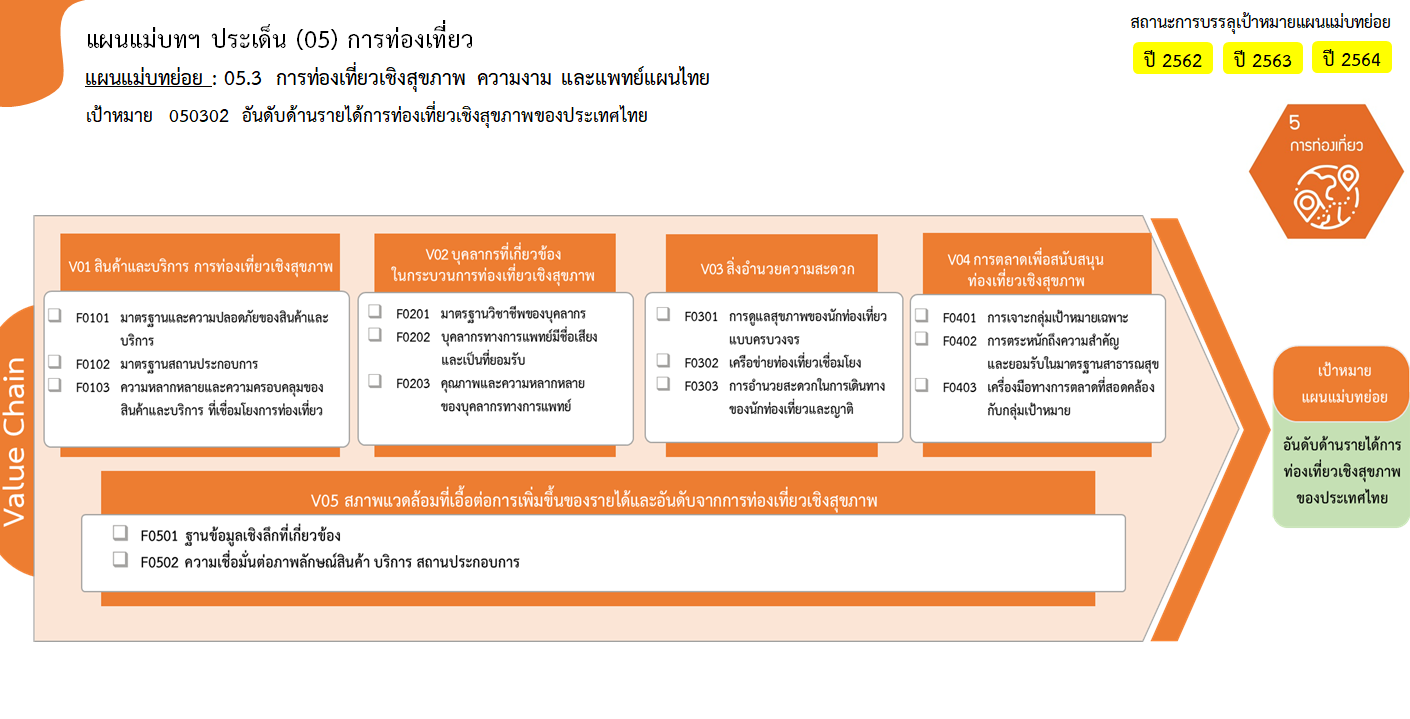 แผนแม่บทฯ ประเด็น (05) การท่องเที่ยว
แผนแม่บทย่อย : 05.3 การท่องเที่ยวเชิงสุขภาพ ความงาม และแพทย์แผนไทย
เป้าหมาย 050302 อันดับด้านรายได้การท่องเที่ยวเชิงสุขภาพของประเทศไทย
สถานะการบรรลุเป้าหมายแผนแม่บทย่อย
ปี 2562 ปี 2563 ปี 2564
5
การท่องเที่ยว
Value Chain
V01 สินค้าและบริการ การท่องเที่ยวเชิงสุขภาพ
F0101 มาตรฐานและความปลอดภัยของสินค้าและ
บริการ
F0102 มาตรฐานสถานประกอบการ
F0103 ความหลากหลายและความครอบคลุมของ
สินค้าและบริการ ที่เชื่อมโยงการท่องเที่ยว
V02 บุคลากรที่เกี่ยวข้อง
ในกระบวนการท่องเที่ยวเชิงสุขภาพ
F0201 มาตรฐานวิชาชีพของบุคลากร
F0202 บุคลากรทางการแพทย์มีชื่อเสียง
และเป็นที่ยอมรับ
F0203 คุณภาพและความหลากหลาย
ของบุคลากรทางการแพทย์
V03 สิ่งอำนวยความสะดวก
F0301 การดูแลสุขภาพของนักท่องเที่ยว
แบบครบวงจร
F0302 เครือข่ายท่องเที่ยวเชื่อมโยง
F0303 การอำนวยสะดวกในการเดินทาง
ของนักท่องเที่ยวและญาติ
V04 การตลาดเพื่อสนับสนุน
ท่องเที่ยวเชิงสุขภาพ
F0401 การเจาะกลุ่มเป้าหมายเฉพาะ
F0402 การตระหนักถึงความสำคัญ
และยอมรับในมาตรฐานสาธารณสุข
F0403 เครื่องมือทางการตลาดที่สอดคล้อง
กับกลุ่มเป้าหมาย
V05 สภาพแวดล้อมที่เอื้อต่อการเพิ่มขึ้นของรายได้และอันดับจากการท่องเที่ยวเชิงสุขภาพ
F0501 ฐานข้อมูลเชิงลึกที่เกี่ยวข้อง
F0502 ความเชื่อมั่นต่อภาพลักษณ์สินค้า บริการ สถานประกอบการ
เป้าหมาย
แผนแม่บทย่อย
อันดับด้านรายได้การ
ท่องเที่ยวเชิงสุขภาพ
ของประเทศไทย